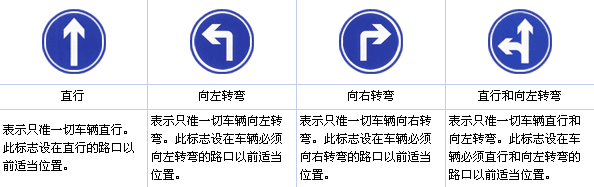 直行
向左转弯
向右转弯
直行和向左转弯
表示只准一切车辆直行。
此标志设在直行的路口以
前适当位置。
表示只准一切车辆向左转
弯。此标志设在车辆必须
向左转弯的路口以前适当
位置。
表示只准一切车辆向右转
弯。此标志设在车辆必须
向右转弯的路口以前适当
位置。
表示只准一切车辆直行和
向左转弯。此标志设在车
辆必须直行和向左转弯的
路口以前适当位置。